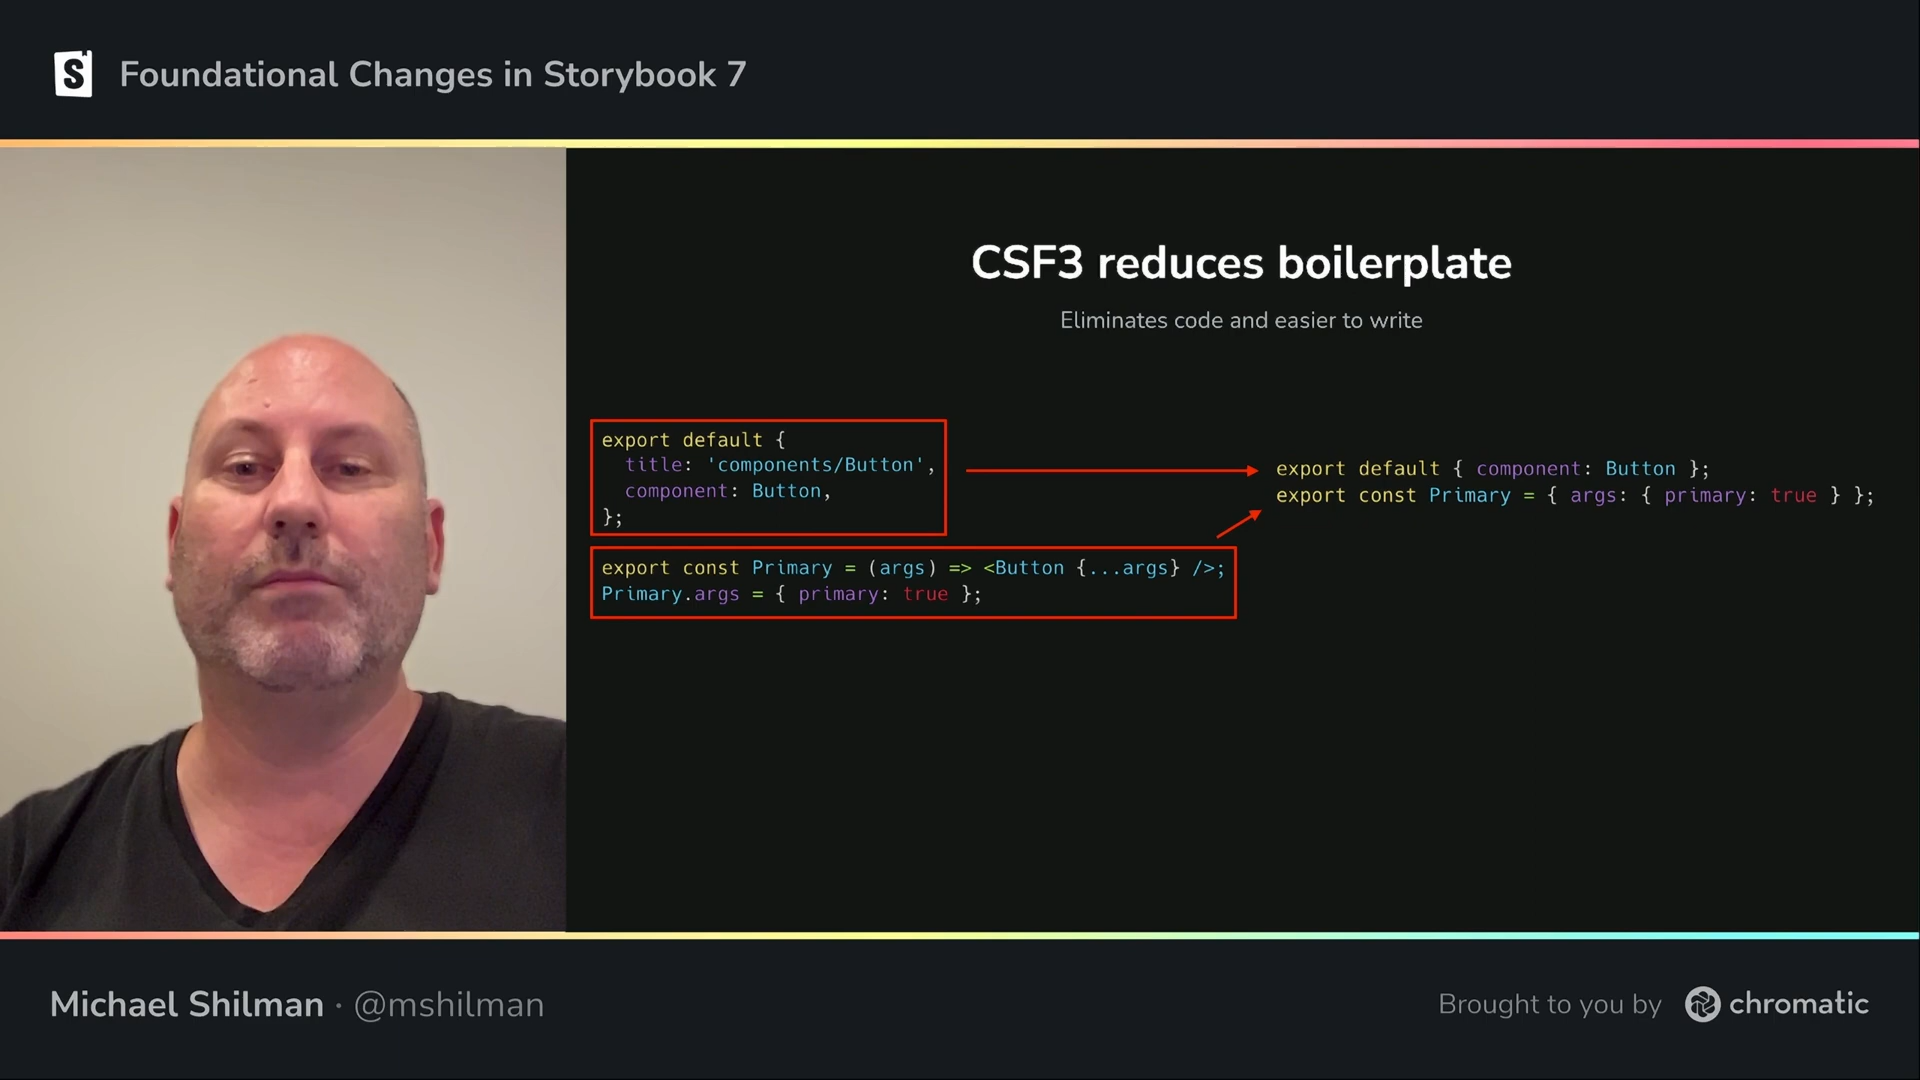 S Foundational Changes in Storybook 7
CSF3 reduces boilerplate
Eliminates code and easier to write
export default {
  title: 'components/Button',
  component: Button,
};
export const Primary = (args) => <Button {...args} />;
Primary.args = { primary: true };
export default { component: Button };
export const Primary = { args: { primary: true } };
Michael Shilman · @mshilman
Brought to you by chromatic